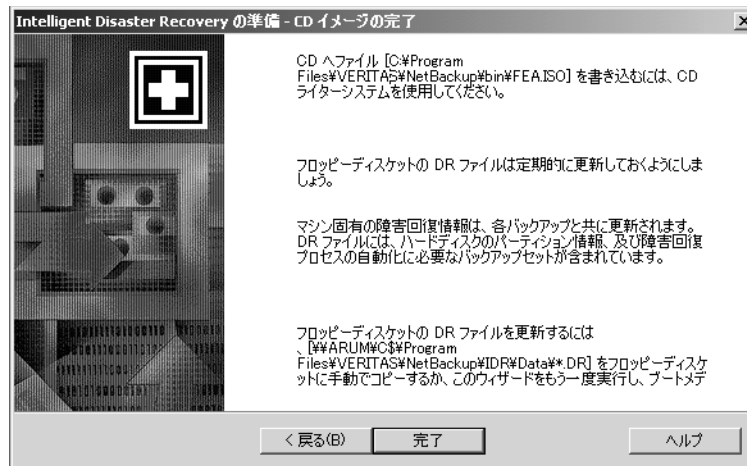 Intelligent Disaster Recovery の準備 - CD イメージの完了
CD へファイル [C:¥Program
Files¥VERITAS¥NetBackup¥bin¥FEA.ISO] を書き込むには、CD
ライターシステムを使用してください。
フロッピーディスケットの DR ファイルは定期的に更新しておくようにしま
しょう。
マシン固有の障害回復情報は、各バックアップと共に更新されます。
DR ファイルには、ハードディスクのパーティション情報、及び障害回復
プロセスの自動化に必要なバックアップセットが含まれています。
フロッピーディスケットの DR ファイルを更新するには
、[¥¥ARUM¥C$¥Program
Files¥VERITAS¥NetBackup¥IDR¥Data¥*.DR] をフロッピーディスケ
ットに手動でコピーするか、このウィザードをもう一度実行し、ブートメデ
< 戻る(B)
完了
ヘルプ